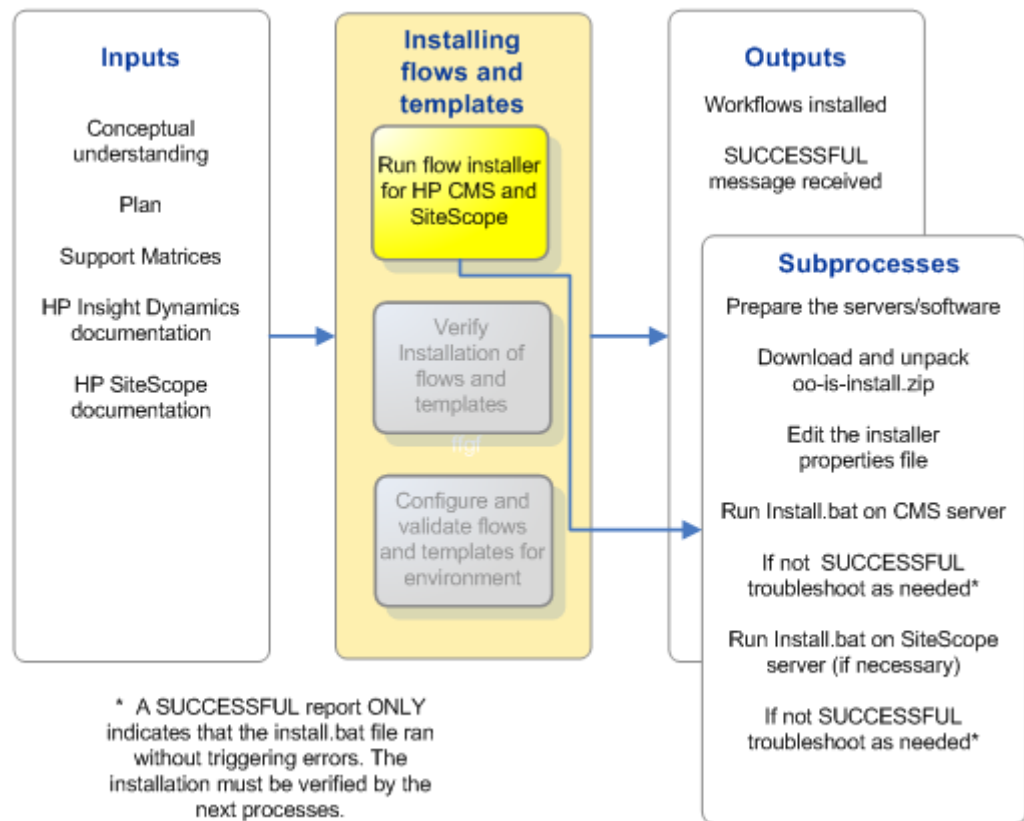 Inputs
Conceptual
understanding
Plan
Support Matrices
HP Insight Dynamics
documentation
HP SiteScope
documentation
Installing
flows and
templates
Run flow installer
for HP CMS and
SiteScope
Verify
Installation of
flows and
templates
ffgf
Configure and
validate flows
and templates for
environment
Outputs
Workflows installed
SUCCESSFUL
message received
Subprocesses
Prepare the servers/software
Download and unpack
oo-is-install.zip
Edit the installer
properties file
Run Install.bat on CMS server
If not SUCCESSFUL
troubleshoot as needed*
Run Install.bat on SiteScope
server (if necessary)
If not SUCCESSFUL
troubleshoot as needed*
* A SUCCESSFUL report ONLY
indicates that the install.bat file ran
without triggering errors. The
installation must be verified by the
next processes.